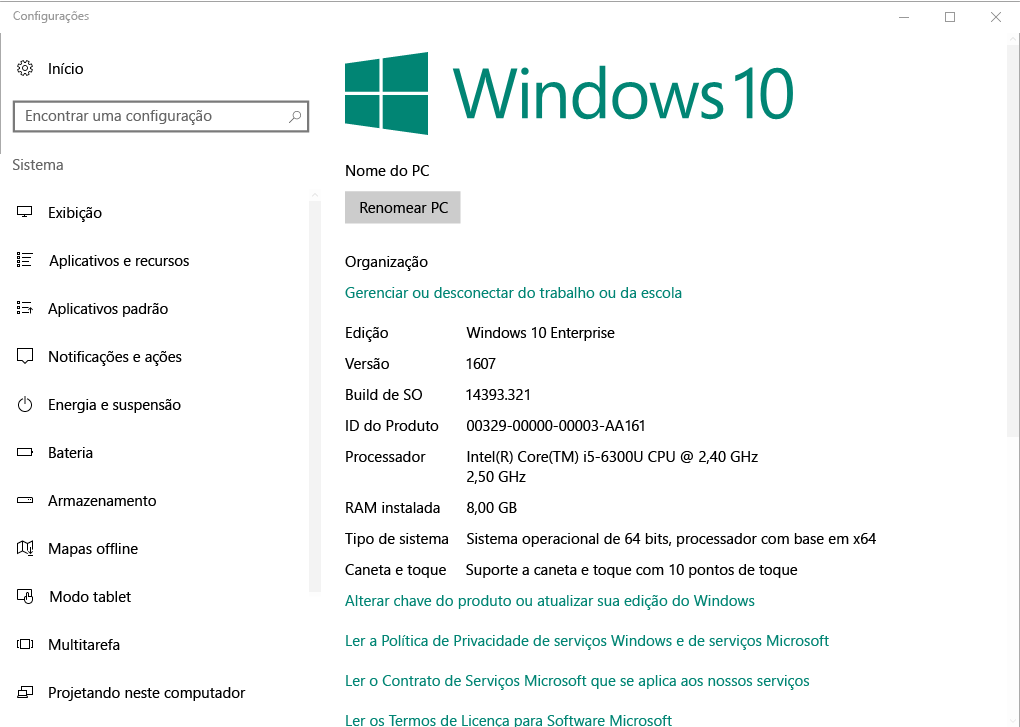 Configurações
Início
Encontrar uma configuração
Sistema
Exibição
Aplicativos e recursos
Aplicativos padrão
Notificações e ações
Energia e suspensão
Bateria
Armazenamento
Mapas offline
Modo tablet
Multitarefa
Projetando neste computador
Windows 10
Nome do PC
Renomear PC
Organização
Gerenciar ou desconectar do trabalho ou da escola
Edição Windows 10 Enterprise
Versão 1607
Build de SO 14393.321
ID do Produto 00329-00000-00003-AA161
Processador Intel(R) Core(TM) i5-6300U CPU @ 2,40 GHz
2,50 GHz
RAM instalada 8,00 GB
Tipo de sistema Sistema operacional de 64 bits, processador com base em x64
Caneta e toque Suporte a caneta e toque com 10 pontos de toque
Alterar chave do produto ou atualizar sua edição do Windows
Ler a Política de Privacidade de serviços Windows e de serviços Microsoft
Ler o Contrato de Serviços Microsoft que se aplica aos nossos serviços
Ler os Termos de Licença para Software Microsoft